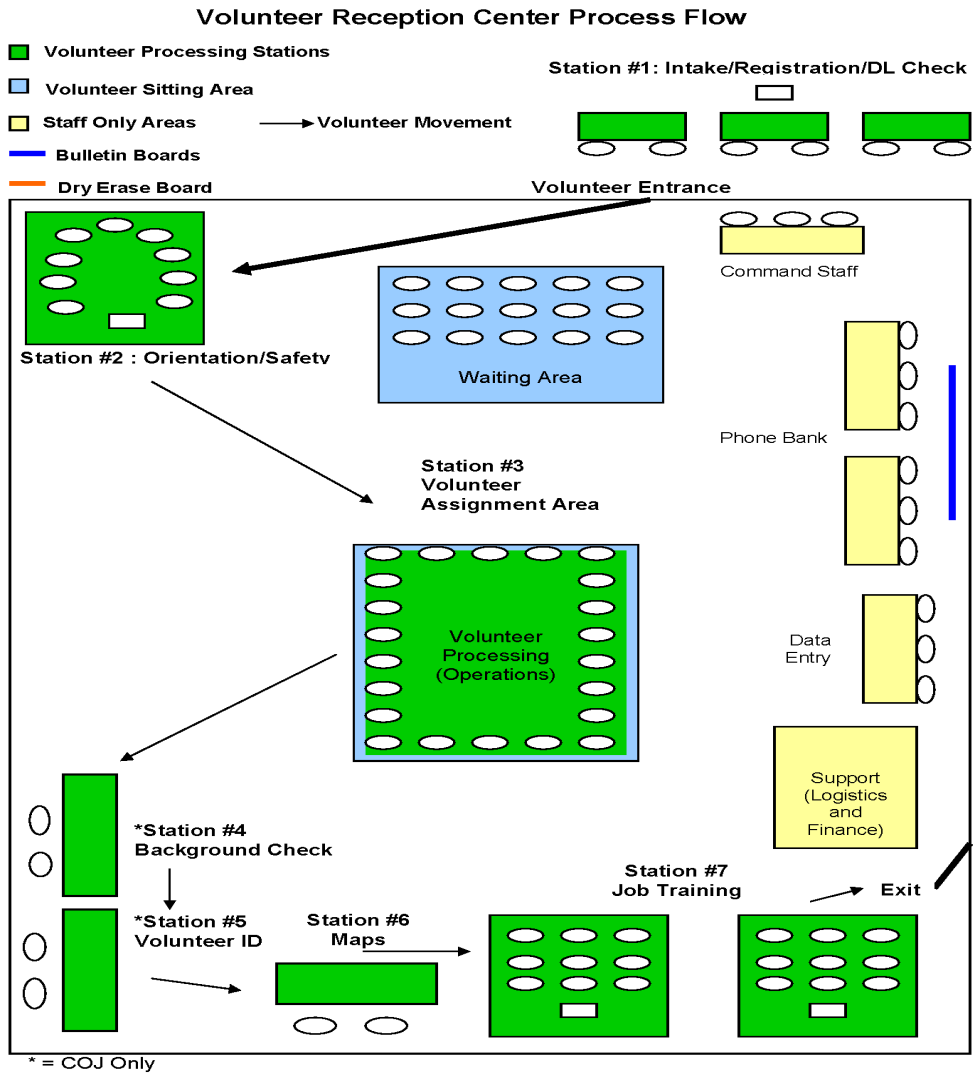 Volunteer Reception Center Process Flow
Volunteer Processing Stations
Volunteer Sitting Area
Staff Only Areas
Volunteer Movement
Bulletin Boards
Dry Erase Board
Station #1: Intake/Registration/DL Check
Volunteer Entrance
Command Staff
Station #2 : Orientation/Safety
Waiting Area
Phone Bank
Station #3
Volunteer
Assignment Area
Volunteer
Processing
(Operations)
Data
Entry
Support
(Logistics
and
Finance)
*Station #4
Background Check
*Station #5
Volunteer ID
Station #6
Maps
Station #7
Job Training
Exit
* = COJ Only